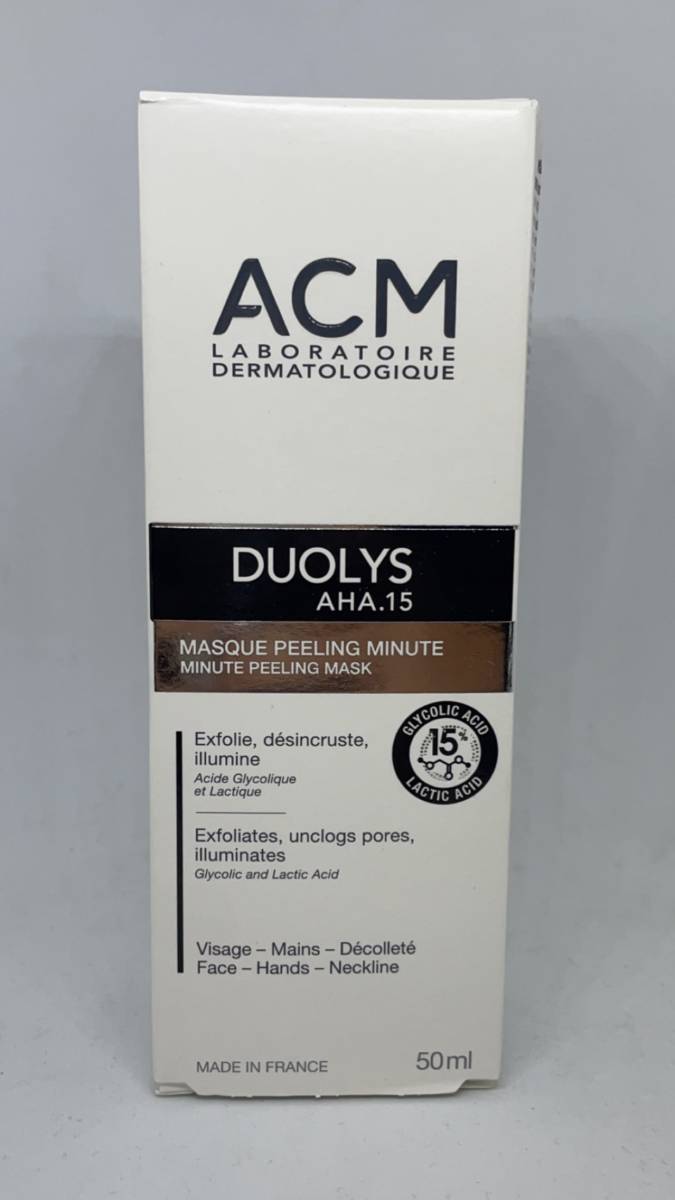 ACM
LABORATOIRE
DERMATOLOGIQUE
DUOLYS
AHA.15
MASQUE PEELING MINUTE
MINUTE PEELING MASK
GLYCOLIC ACID
15%
LACTIC ACID
Exfolie, désincruste,
illumine
Acide Glycolique
et Lactique
Exfoliates, unclogs pores,
illuminates
Glycolic and Lactic Acid
Visage – Mains – Décolleté
Face – Hands – Neckline
MADE IN FRANCE
50ml